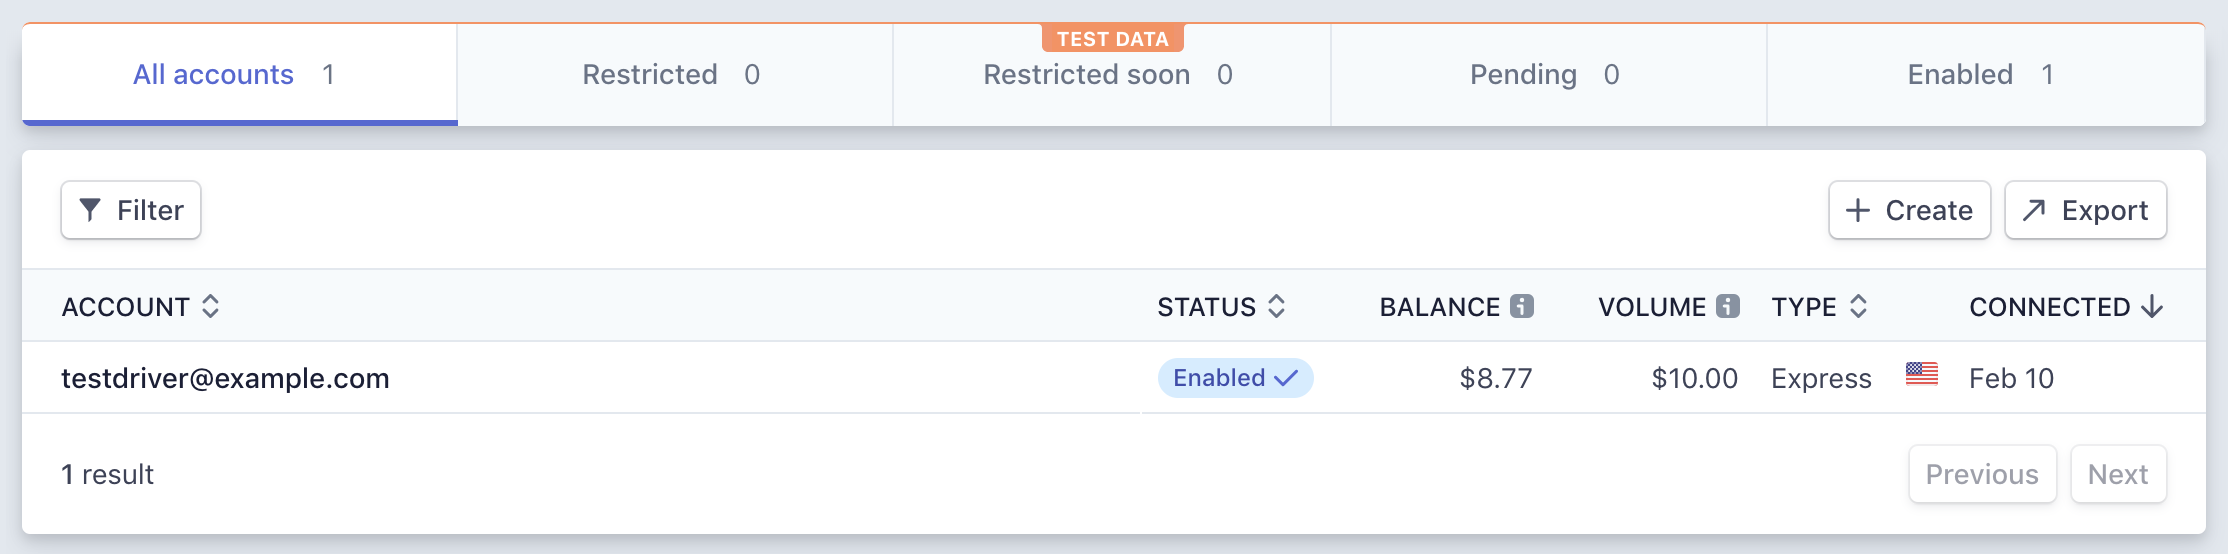 TEST DATA
All accounts 1 Restricted 0 Restricted soon 0 Pending 0 Enabled 1
Filter Create Export
ACCOUNT STATUS BALANCE VOLUME TYPE CONNECTED
testdriver@example.com Enabled $8.77 $10.00 Express Feb 10
1 result Previous Next